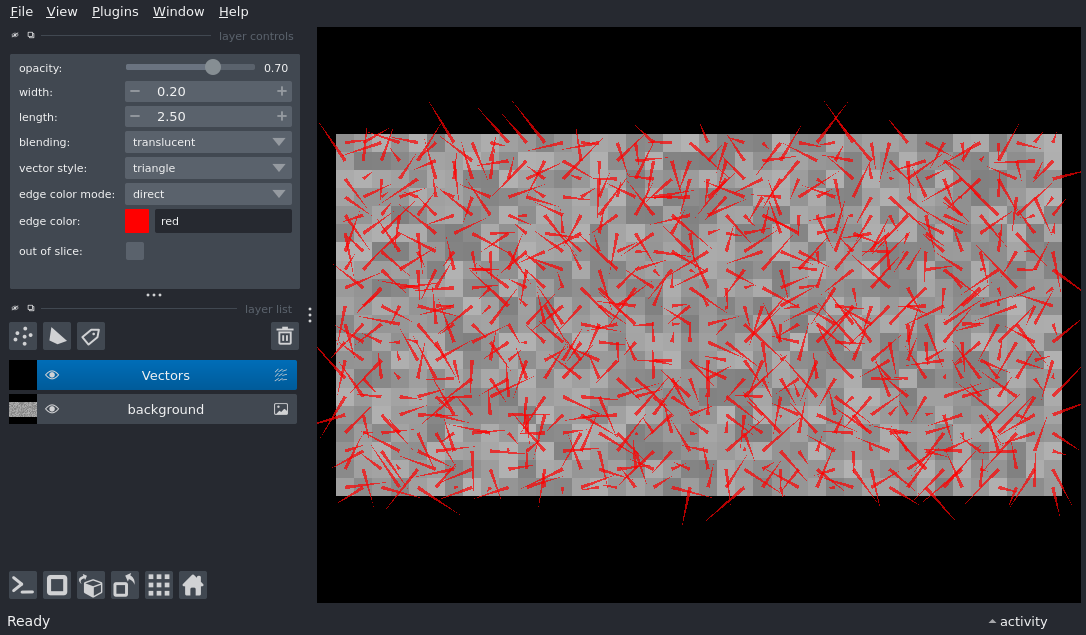 File View Plugins Window Help
layer controls
opacity: 0.70
width: 0.20
length: 2.50
blending: translucent
vector style: triangle
edge color mode: direct
edge color: red
out of slice:
layer list
Vectors
background
Ready
activity